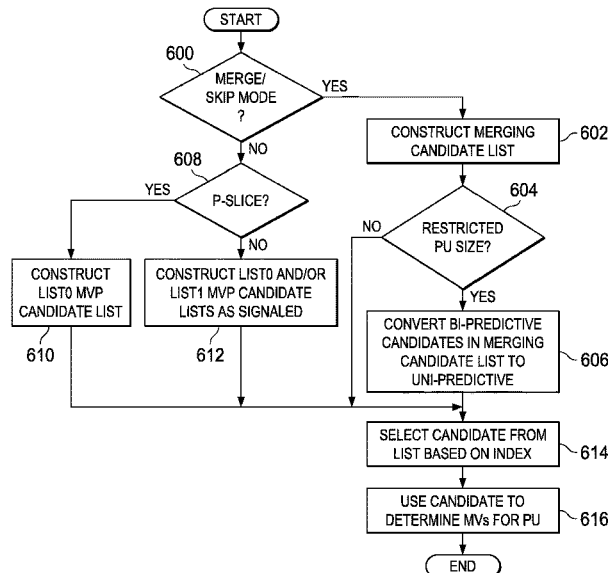 START
600
MERGE/
SKIP MODE
?
YES
NO
CONSTRUCT MERGING
CANDIDATE LIST
602
608
P-SLICE?
YES
NO
604
RESTRICTED
PU SIZE?
NO
YES
CONSTRUCT
LIST0 MVP
CANDIDATE LIST
610
CONSTRUCT LIST0 AND/OR
LIST1 MVP CANDIDATE
LISTS AS SIGNALED
612
CONVERT BI-PREDICTIVE
CANDIDATES IN MERGING
CANDIDATE LIST TO
UNI-PREDICTIVE
606
SELECT CANDIDATE FROM
LIST BASED ON INDEX
614
USE CANDIDATE TO
DETERMINE MVs FOR PU
616
END